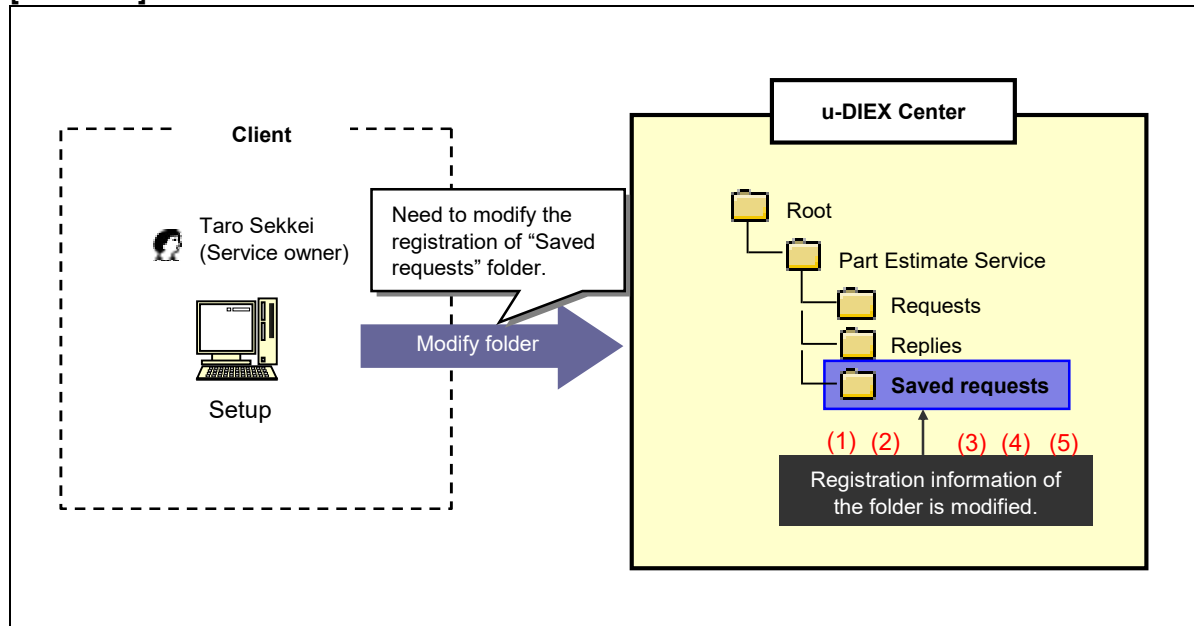 Client
Taro Sekkei
(Service owner)
Setup
Need to modify the
registration of “Saved
requests” folder.
Modify folder
u-DIEX Center
Root
Part Estimate Service
Requests
Replies
Saved requests
(1) (2) (3) (4) (5)
Registration information of
the folder is modified.